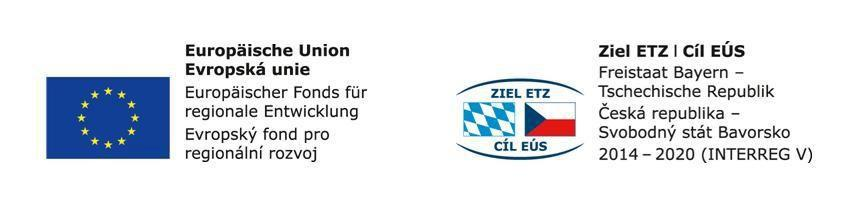 Europäische Union
Evropská unie
Europäischer Fonds für
regionale Entwicklung
Evropský fond pro
regionální rozvoj
ZIEL ETZ
CÍL EÚS
Ziel ETZ | Cíl EÚS
Freistaat Bayern –
Tschechische Republik
Česká republika –
Svobodný stát Bavorsko
2014 – 2020 (INTERREG V)